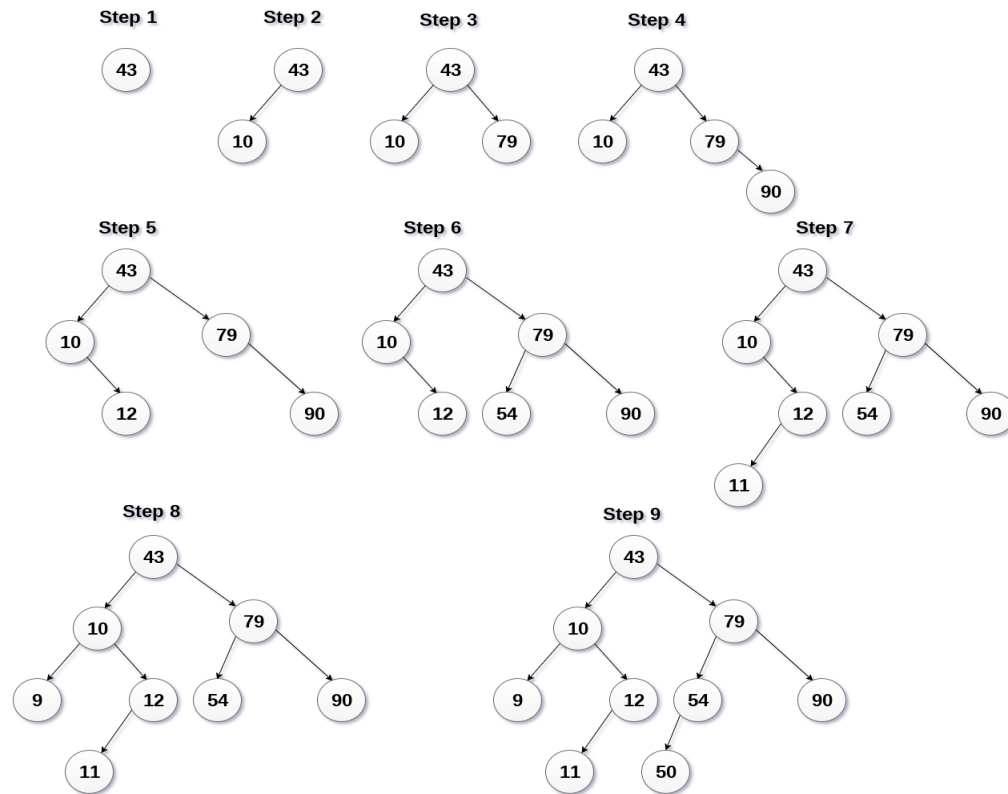 Step 1 Step 2 Step 3 Step 4
43 43 43 43
10 10 79 10 79
90
Step 5 Step 6 Step 7
43 43 43
10 79 10 79 10 79
12 90 12 54 90 12 54 90
11
Step 8 Step 9
43 43
10 79 10 79
9 12 54 90 9 12 54 90
11 11 50